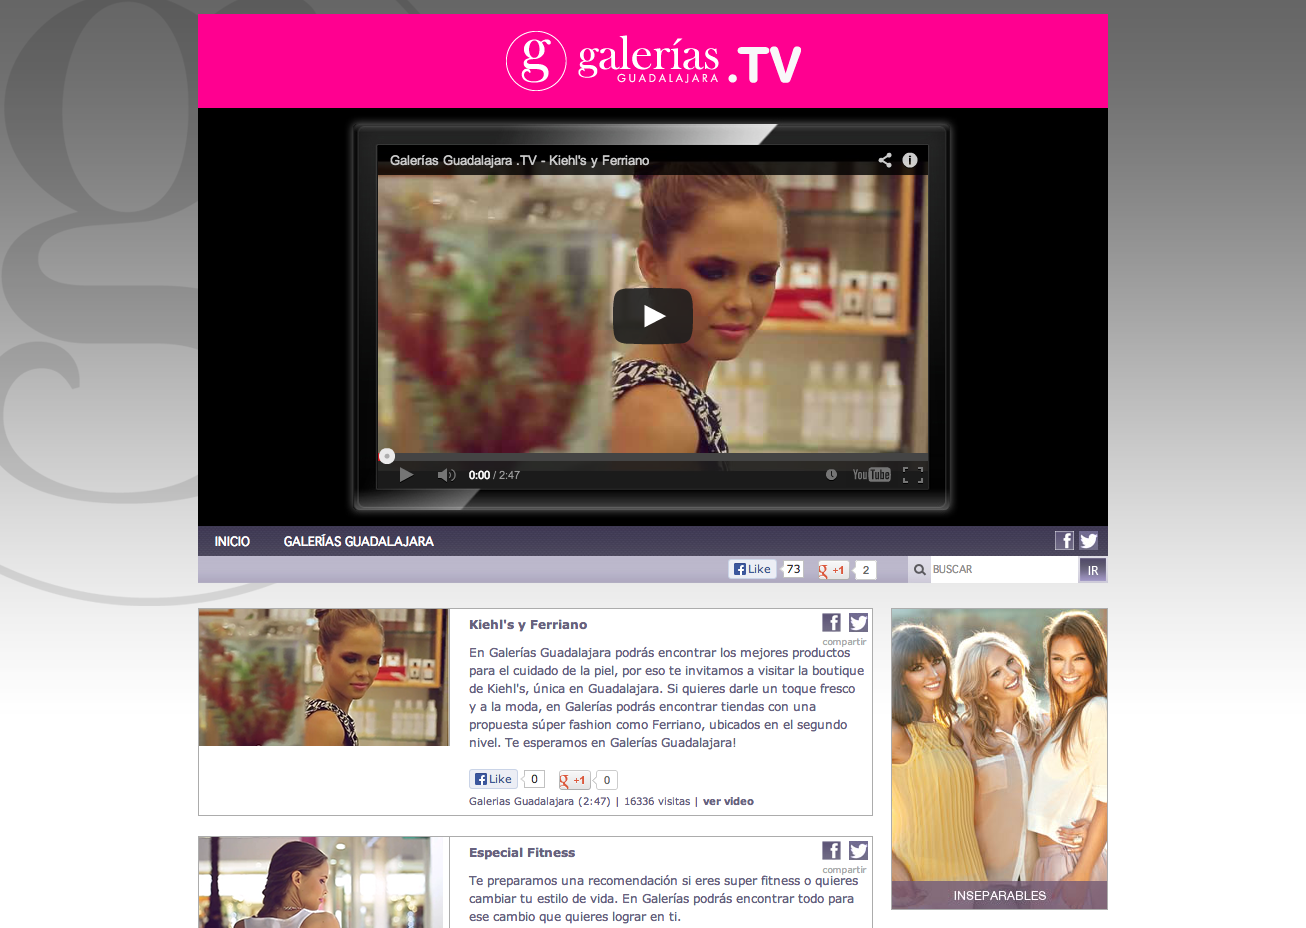 g galerías .TV
GUADALAJARA
Galerías Guadalajara .TV - Kiehl's y Ferriano
0:00 / 2:47
YouTube
INICIO
GALERÍAS GUADALAJARA
Like 73
g +1 2
BUSCAR
IR
Kiehl's y Ferriano
compartir
En Galerías Guadalajara podrás encontrar los mejores productos
para el cuidado de la piel, por eso te invitamos a visitar la boutique
de Kiehl's, única en Guadalajara. Si quieres darle un toque fresco
y a la moda, en Galerías podrás encontrar tiendas con una
propuesta súper fashion como Ferriano, ubicados en el segundo
nivel. Te esperamos en Galerías Guadalajara!
Like 0
g +1 0
Galerias Guadalajara (2:47) | 16336 visitas | ver video
Especial Fitness
compartir
Te preparamos una recomendación si eres super fitness o quieres
cambiar tu estilo de vida. En Galerías podrás encontrar todo para
ese cambio que quieres lograr en ti.
INSEPARABLES